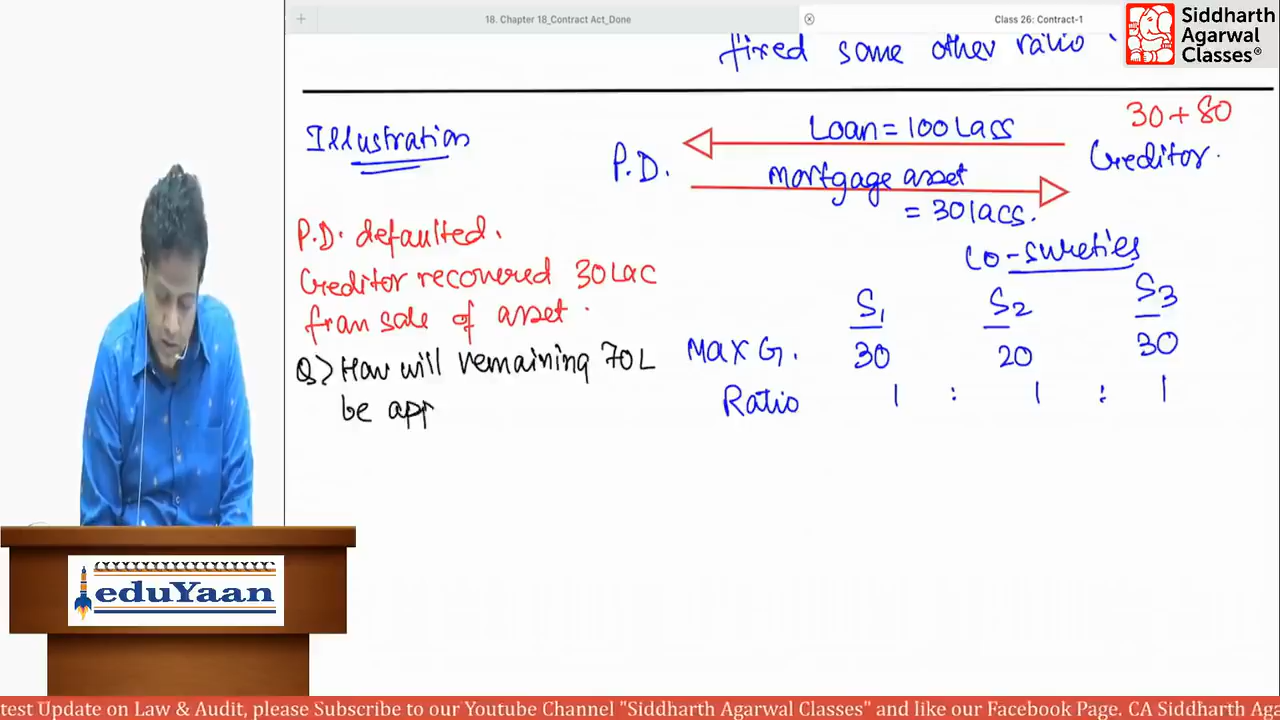 18. Chapter 18_Contract Act_Done
Class 26: Contract-1
Siddharth
Agarwal
Classes®
fixed some other ratio
Illustration
P.D.
Loan = 100 Lacs
mortgage asset
= 30 lacs.
30 + 80
Creditor.
P.D. defaulted.
Creditor recovered 30 Lac
from sale of asset.
Q> How will remaining 70L
be app
Co-sureties
S1 S2 S3
Max G. 30 20 30
Ratio 1 : 1 : 1
eduYaan
test Update on Law & Audit, please Subscribe to our Youtube Channel "Siddharth Agarwal Classes" and like our Facebook Page. CA Siddharth Aga